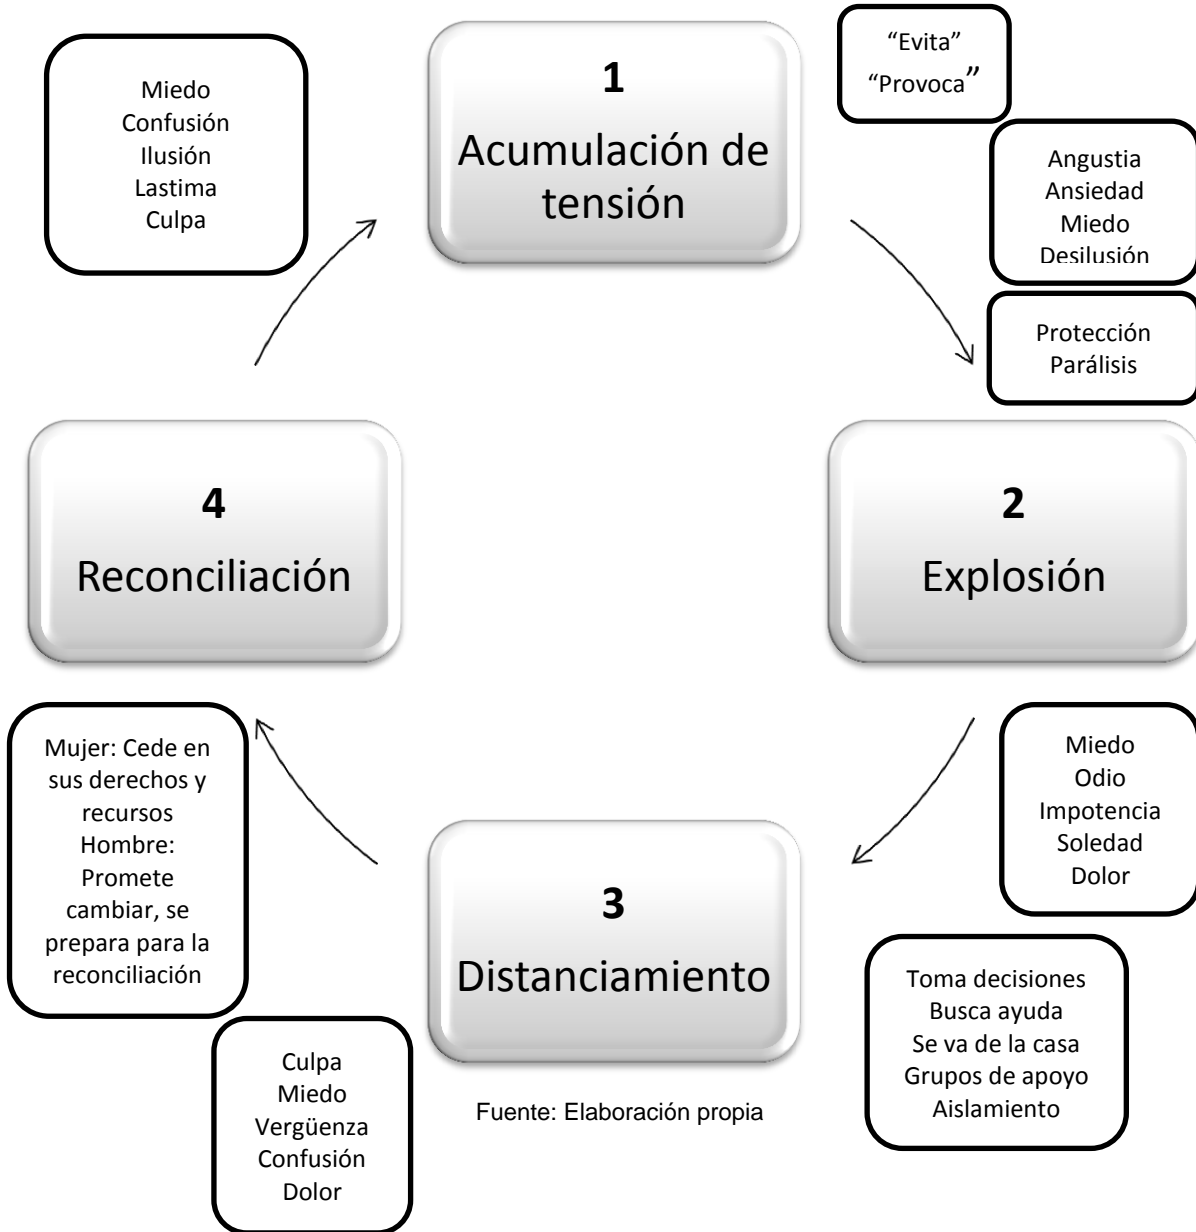 1
Acumulación de
tensión
“Evita”
“Provoca”
Angustia
Ansiedad
Miedo
Desilusión
Protección
Parálisis
2
Explosión
Miedo
Odio
Impotencia
Soledad
Dolor
Toma decisiones
Busca ayuda
Se va de la casa
Grupos de apoyo
Aislamiento
3
Distanciamiento
Fuente: Elaboración propia
Culpa
Miedo
Vergüenza
Confusión
Dolor
Mujer: Cede en
sus derechos y
recursos
Hombre:
Promete
cambiar, se
prepara para la
reconciliación
4
Reconciliación
Miedo
Confusión
Ilusión
Lastima
Culpa